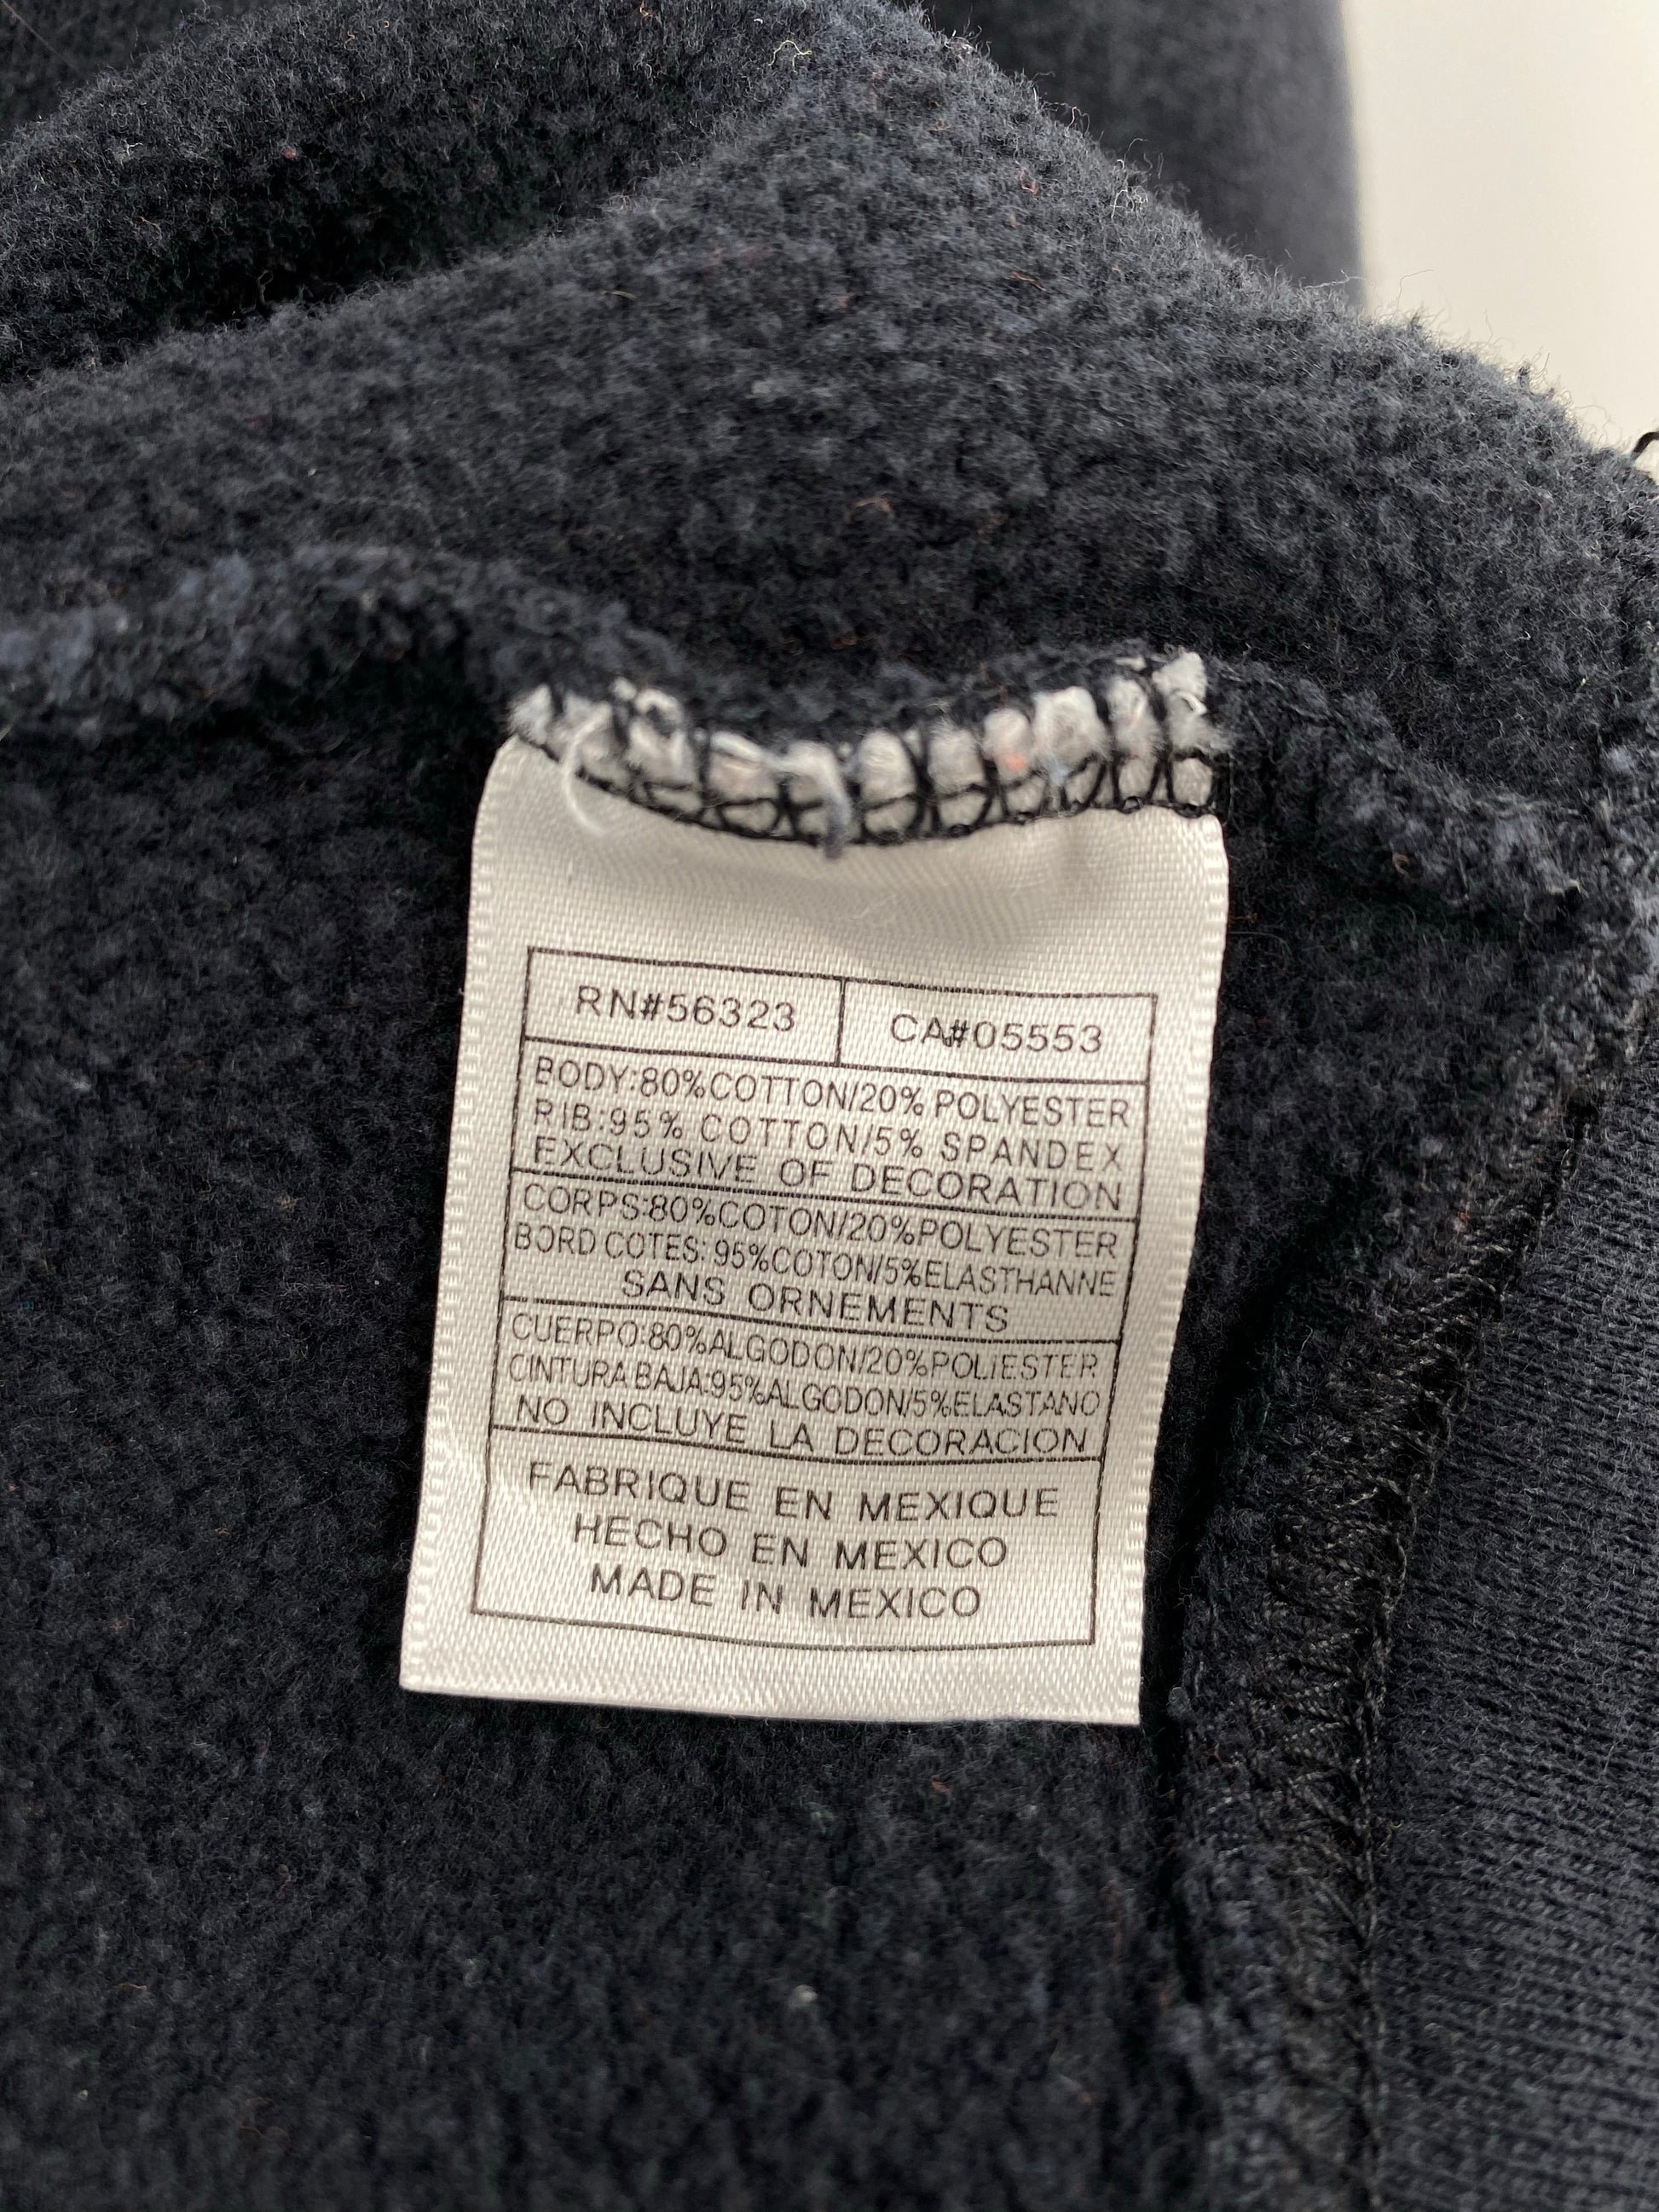 RN#56323 CA#05553
BODY:80%COTTON/20% POLYESTER
RIB:95% COTTON/5% SPANDEX
EXCLUSIVE OF DECORATION
CORPS:80%COTON/20%POLYESTER
BORD COTES: 95%COTON/5%ELASTHANNE
SANS ORNEMENTS
CUERPO:80%ALGODON/20%POLIESTER
CINTURA BAJA:95%ALGODON/5%ELASTANO
NO INCLUYE LA DECORACION
FABRIQUE EN MEXIQUE
HECHO EN MEXICO
MADE IN MEXICO